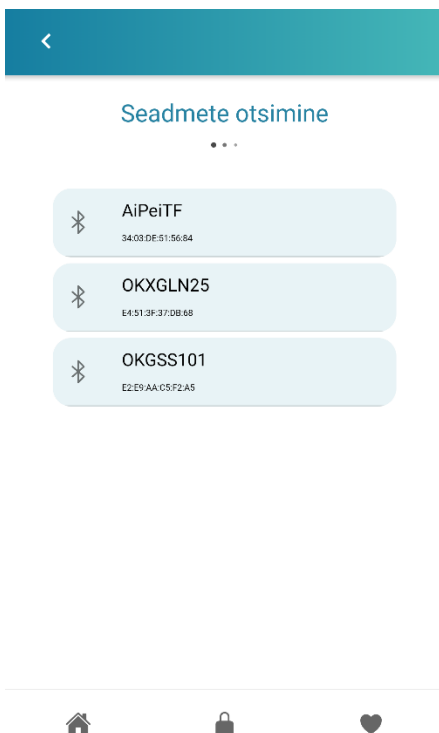 Seadmete otsimine
AiPeiTF
34:03:DE:51:56:84
OKXGLN25
E4:51:3F:37:DB:68
OKGSS101
E2:E9:AA:C5:F2:A5